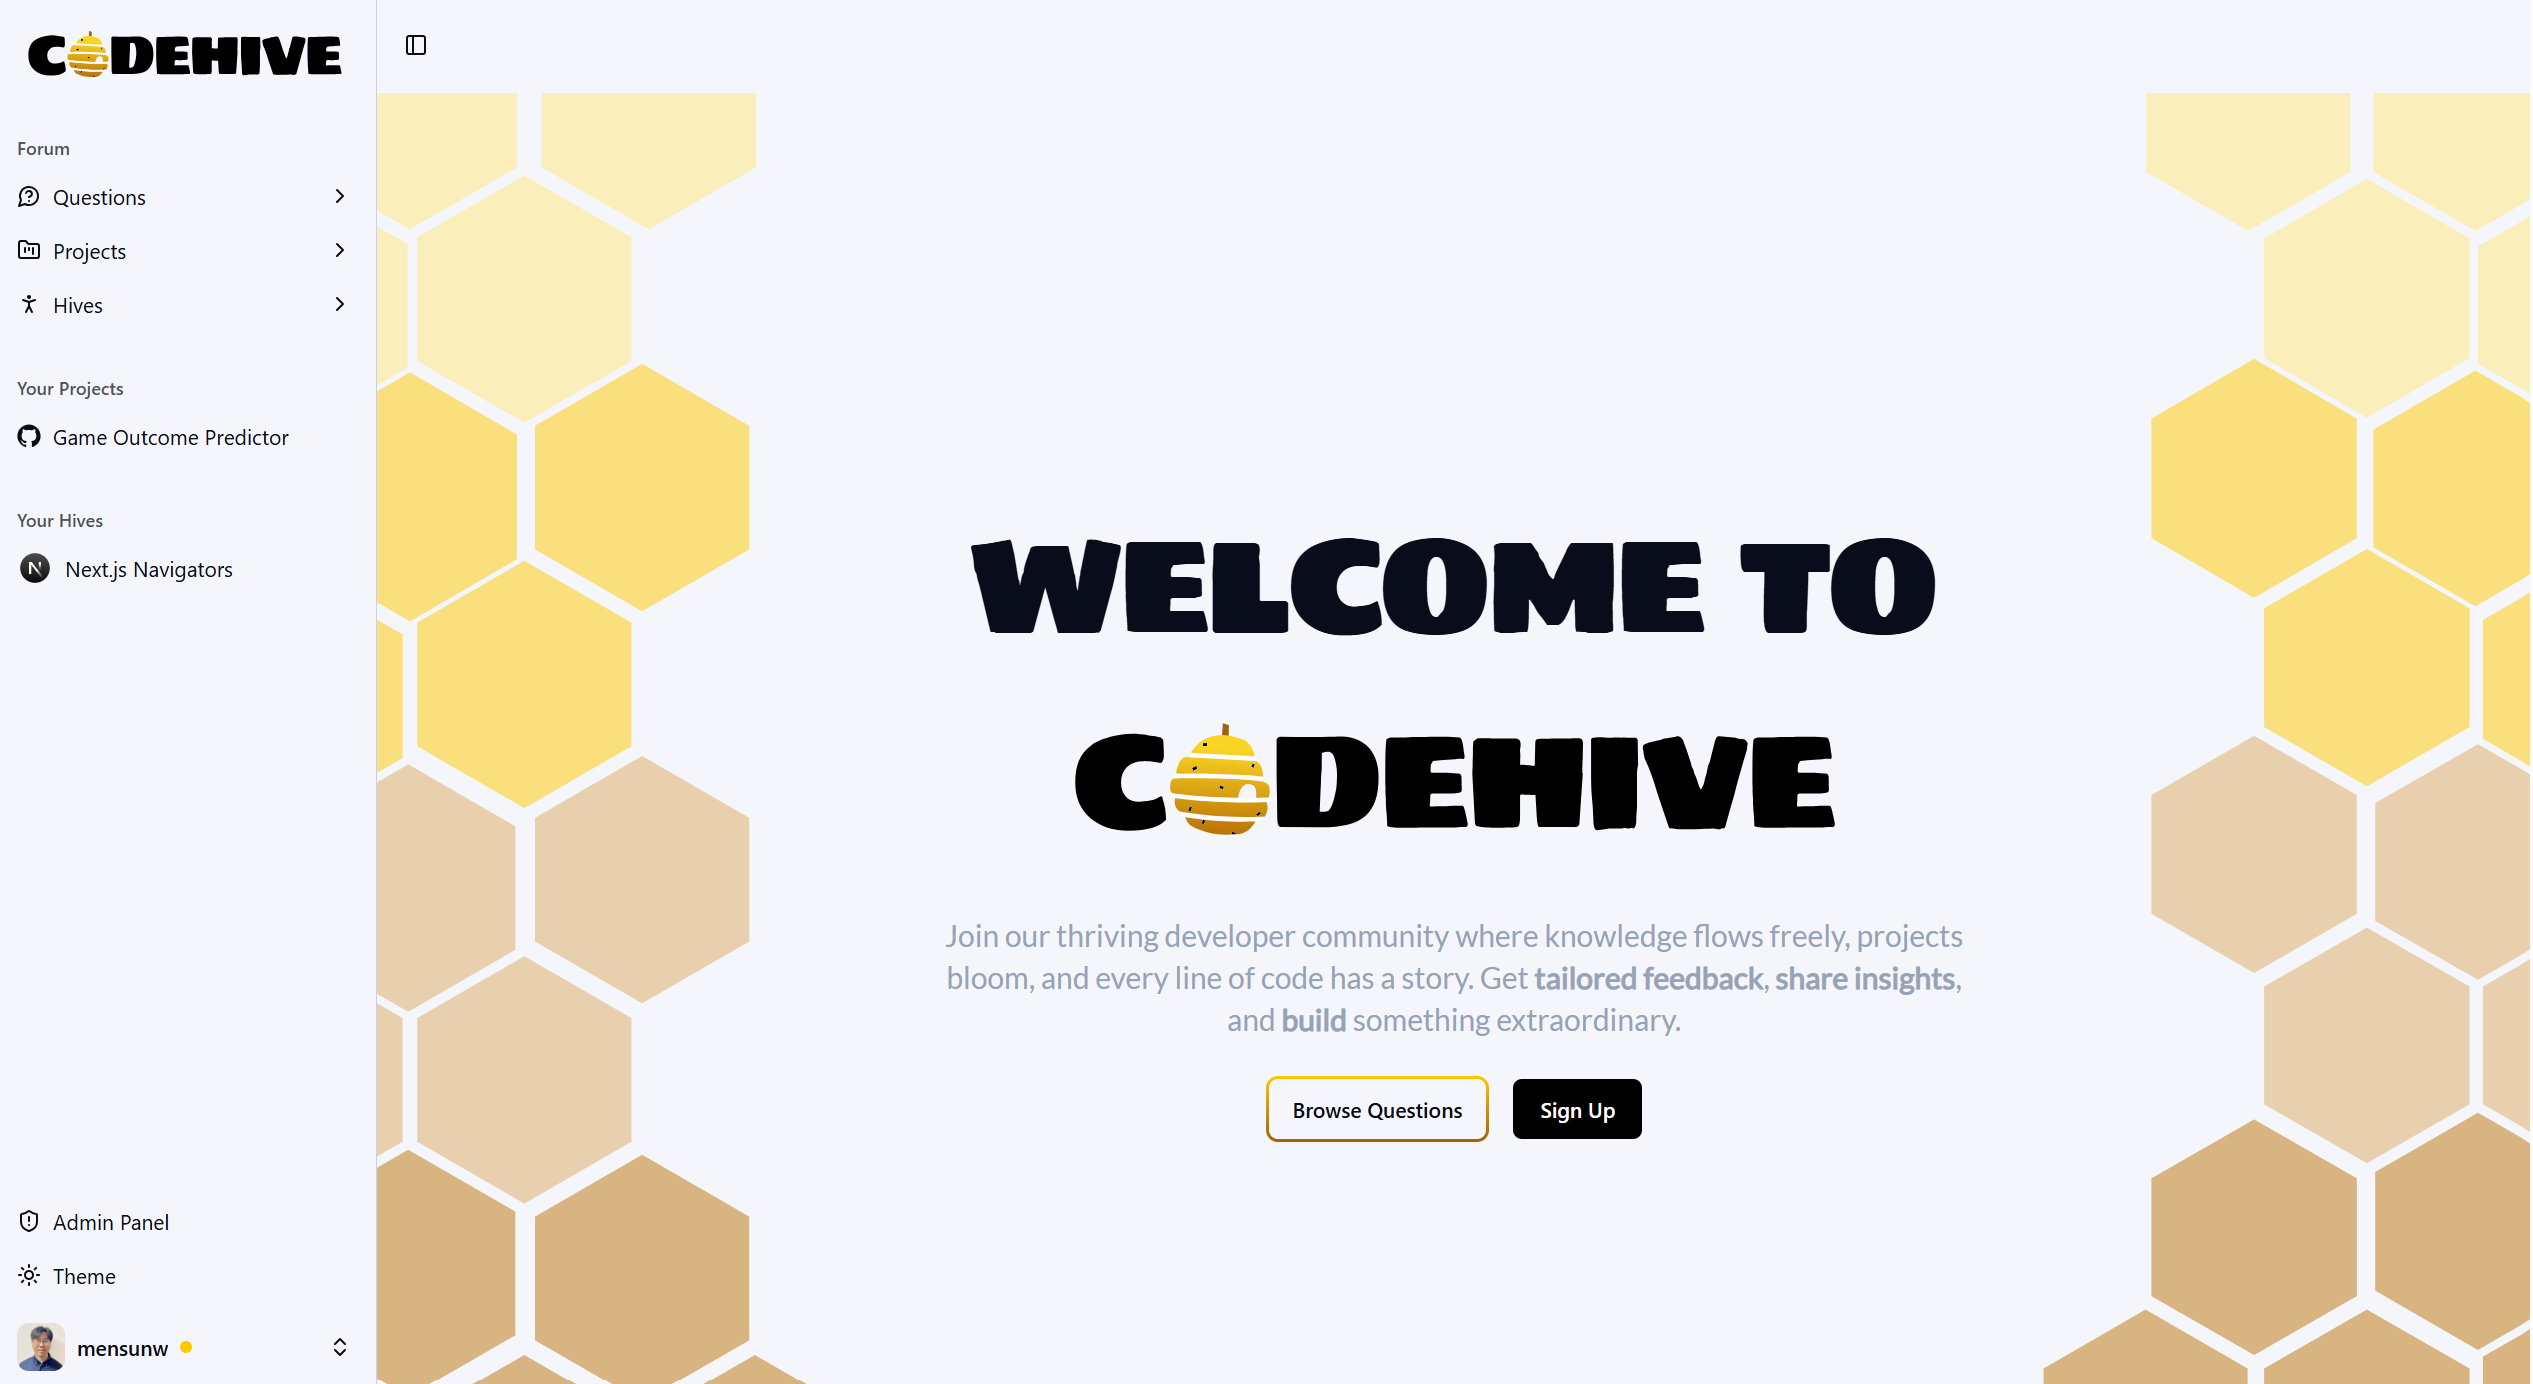 CODEHIVE
Forum
Questions
Projects
Hives
Your Projects
Game Outcome Predictor
Your Hives
N Next.js Navigators
Admin Panel
Theme
mensunw
WELCOME TO
CODEHIVE
Join our thriving developer community where knowledge flows freely, projects
bloom, and every line of code has a story. Get tailored feedback, share insights,
and build something extraordinary.
Browse Questions
Sign Up